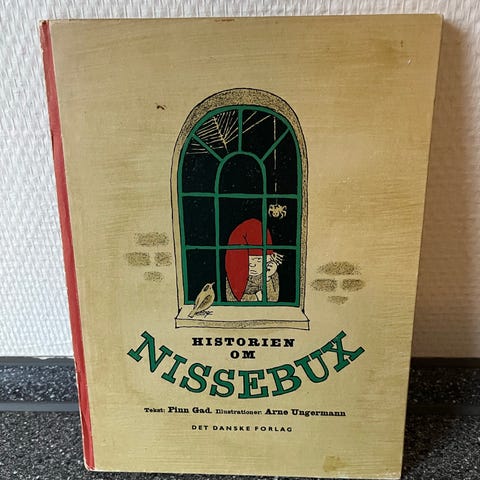 HISTORIEN
OM
NISSEBUX
Tekst: Finn Gad. Illustrationer: Arne Ungermann
DET DANSKE FORLAG